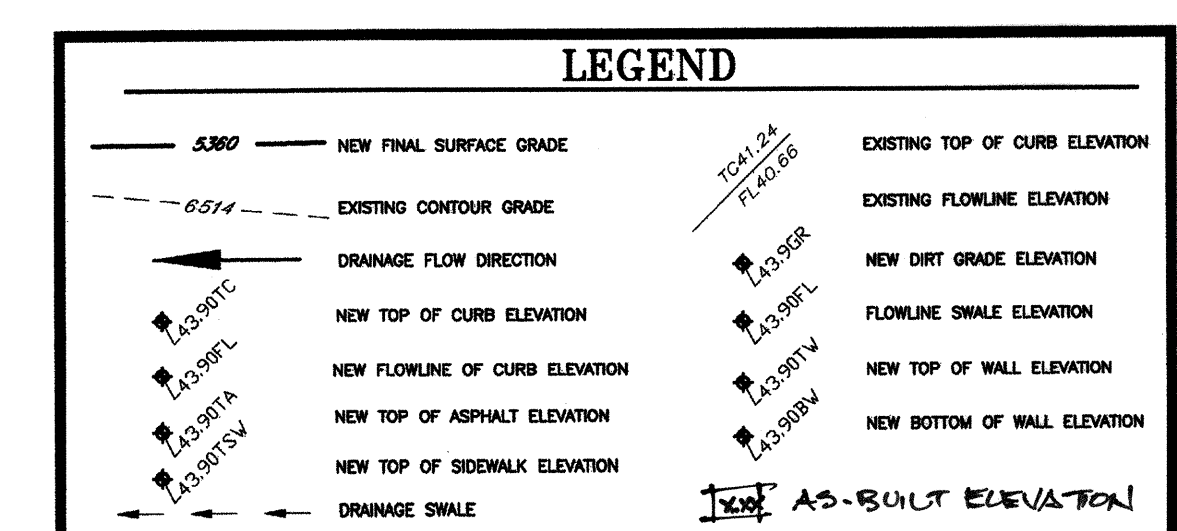 LEGEND
5360 NEW FINAL SURFACE GRADE
6514 EXISTING CONTOUR GRADE
DRAINAGE FLOW DIRECTION
43.90TC NEW TOP OF CURB ELEVATION
43.90FL NEW FLOWLINE OF CURB ELEVATION
43.90TA NEW TOP OF ASPHALT ELEVATION
43.90TSW NEW TOP OF SIDEWALK ELEVATION
DRAINAGE SWALE
TC41.24 EXISTING TOP OF CURB ELEVATION
FL40.66 EXISTING FLOWLINE ELEVATION
43.9GR NEW DIRT GRADE ELEVATION
43.90FL FLOWLINE SWALE ELEVATION
43.90TW NEW TOP OF WALL ELEVATION
43.90BW NEW BOTTOM OF WALL ELEVATION
X.XX AS-BUILT ELEVATION